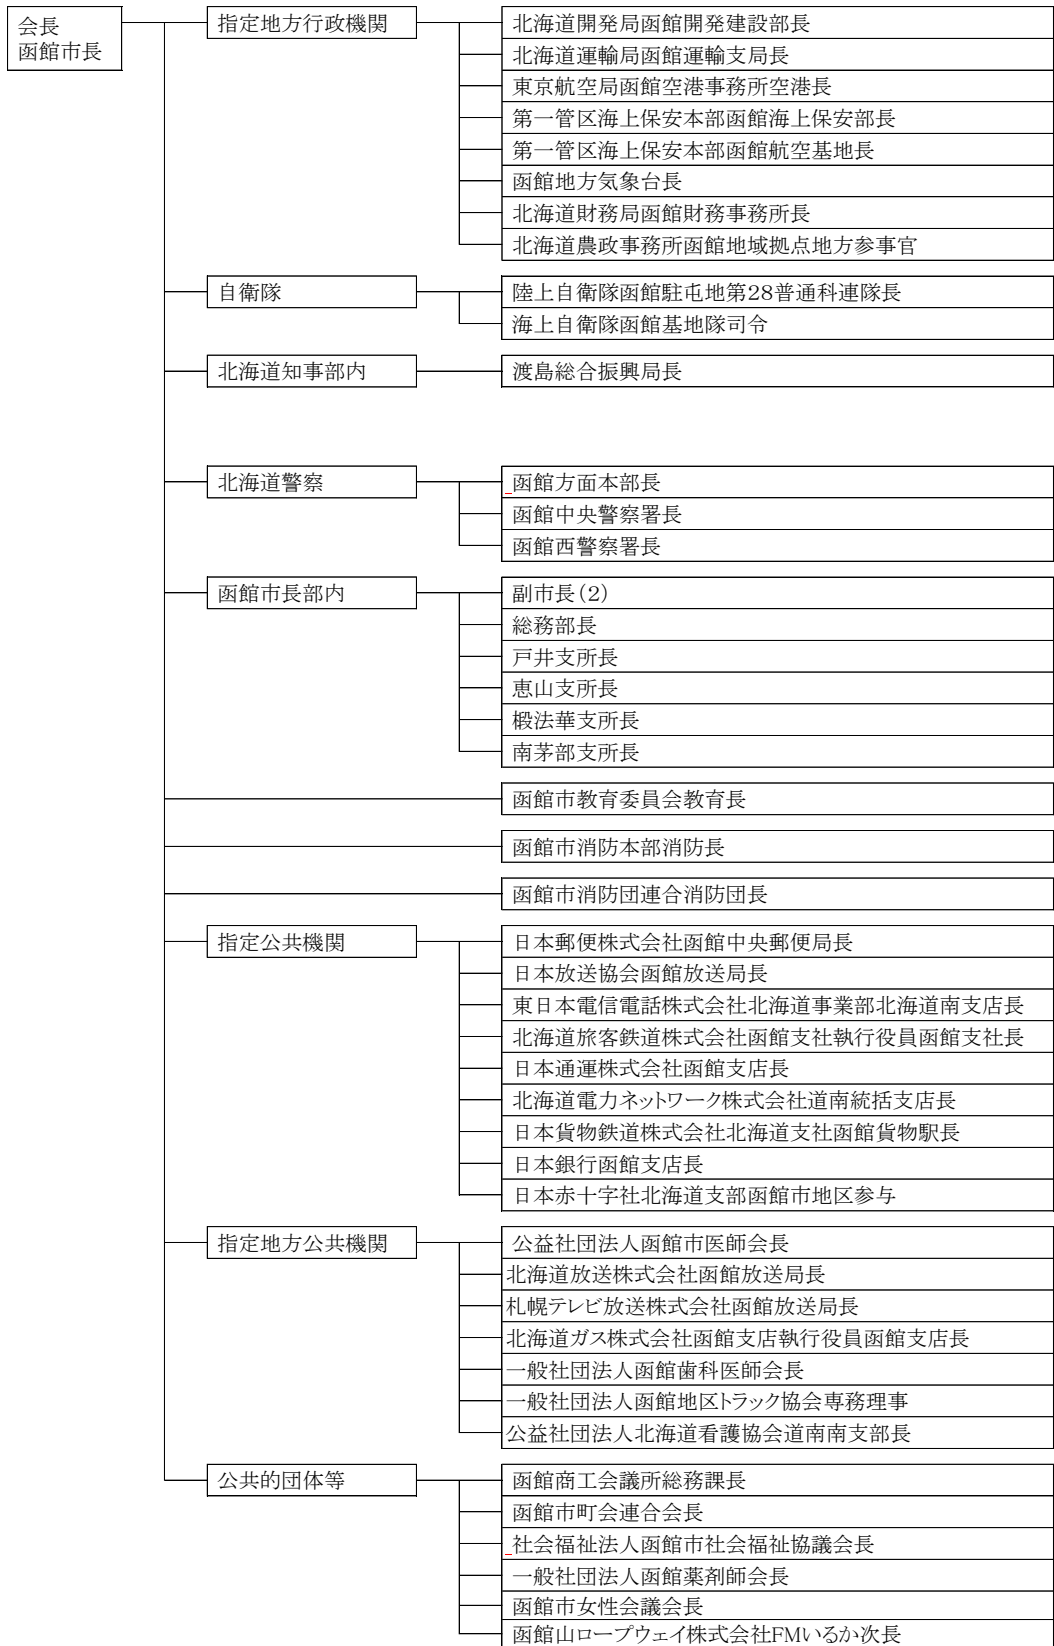 会長
函館市長
指定地方行政機関
北海道開発局函館開発建設部長
北海道運輸局函館運輸支局長
東京航空局函館空港事務所空港長
第一管区海上保安本部函館海上保安部長
第一管区海上保安本部函館航空基地長
函館地方気象台長
北海道財務局函館財務事務所長
北海道農政事務所函館地域拠点地方参事官
自衛隊
陸上自衛隊函館駐屯地第28普通科連隊長
海上自衛隊函館基地隊司令
北海道知事部内
渡島総合振興局長
北海道警察
函館方面本部長
函館中央警察署長
函館西警察署長
函館市長部内
副市長(2)
総務部長
戸井支所長
恵山支所長
椴法華支所長
南茅部支所長
函館市教育委員会教育長
函館市消防本部消防長
函館市消防団連合消防団長
指定公共機関
日本郵便株式会社函館中央郵便局長
日本放送協会函館放送局長
東日本電信電話株式会社北海道事業部北海道南支店長
北海道旅客鉄道株式会社函館支社執行役員函館支社長
日本通運株式会社函館支店長
北海道電力ネットワーク株式会社道南統括支店長
日本貨物鉄道株式会社北海道支社函館貨物駅長
日本銀行函館支店長
日本赤十字社北海道支部函館市地区参与
指定地方公共機関
公益社団法人函館市医師会長
北海道放送株式会社函館放送局長
札幌テレビ放送株式会社函館放送局長
北海道ガス株式会社函館支店執行役員函館支店長
一般社団法人函館歯科医師会長
一般社団法人函館地区トラック協会専務理事
公益社団法人北海道看護協会道南南支部長
公共的団体等
函館商工会議所総務課長
函館市町会連合会長
社会福祉法人函館市社会福祉協議会長
一般社団法人函館薬剤師会長
函館市女性会議会長
函館山ロープウェイ株式会社FMいるか次長